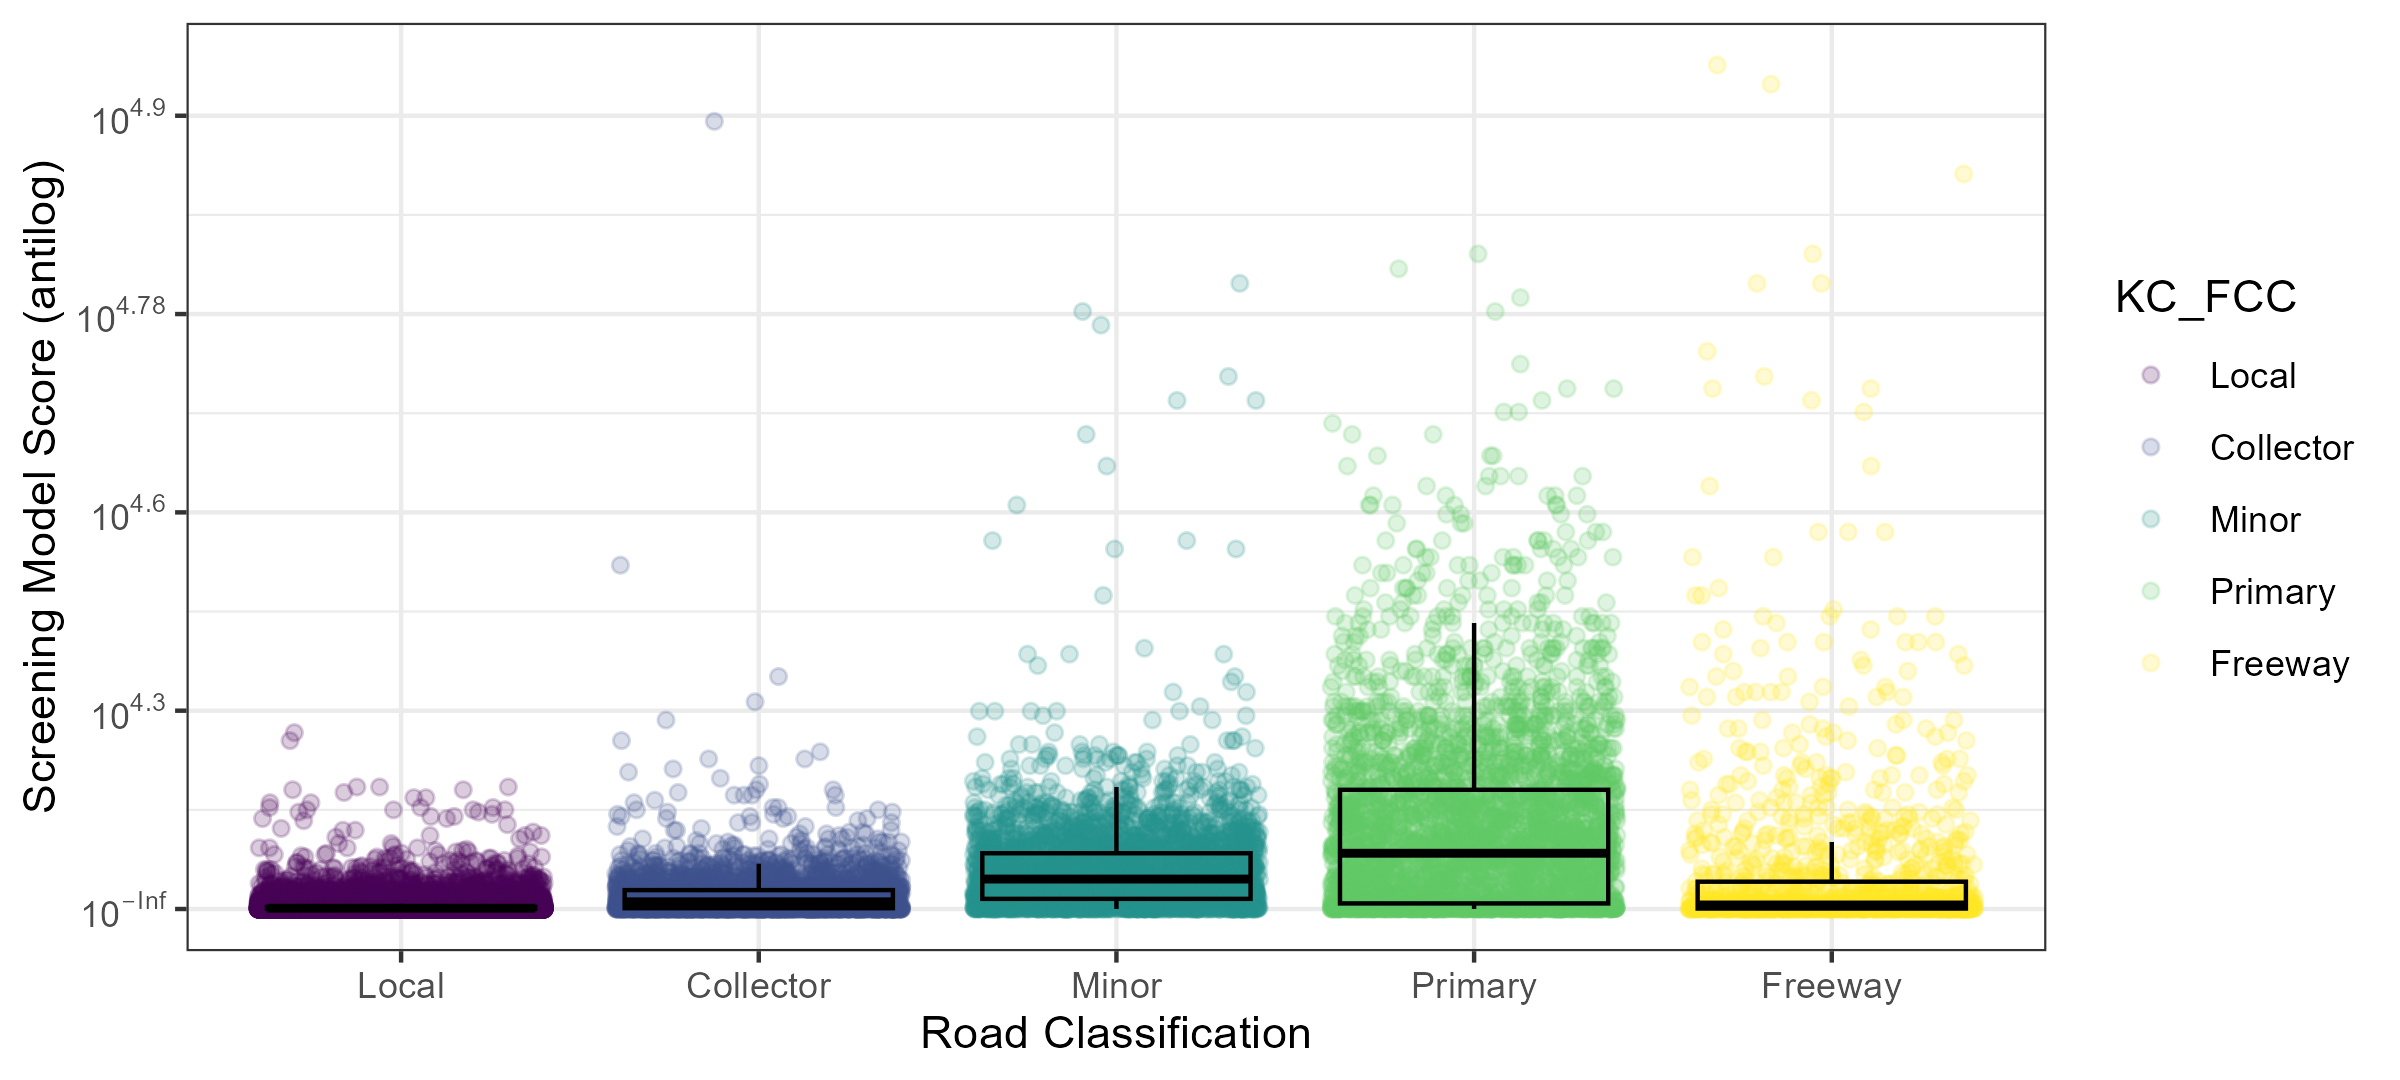 Screening Model Score (antilog)
10^4.9
10^4.78
10^4.6
10^4.3
10^−Inf
Local Collector Minor Primary Freeway
Road Classification
KC_FCC
Local
Collector
Minor
Primary
Freeway